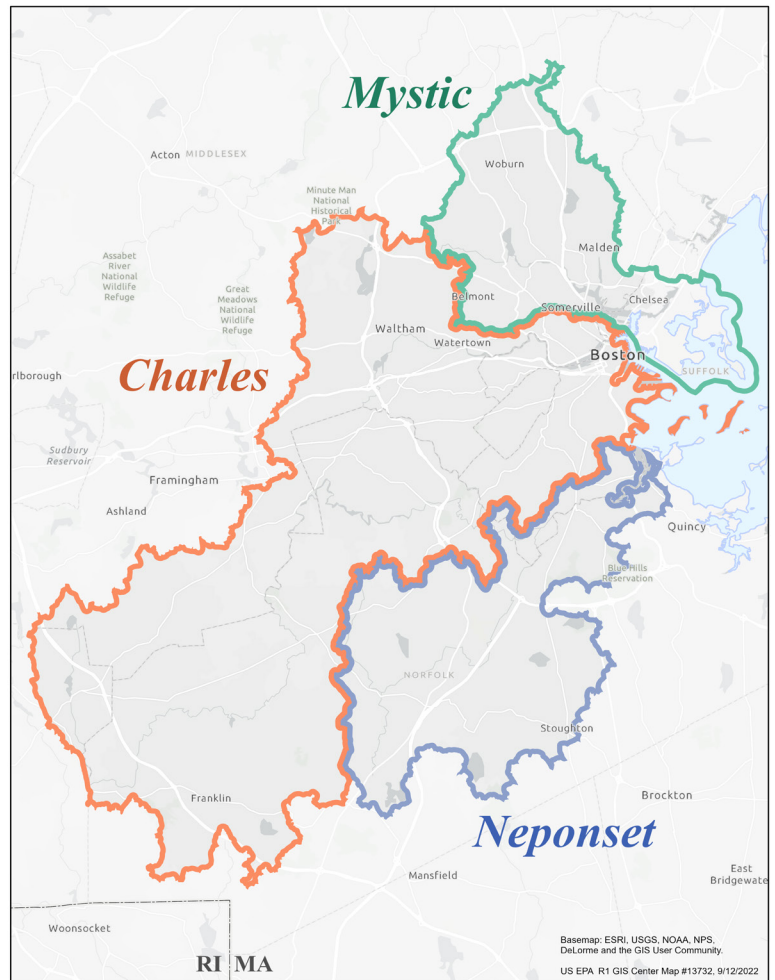 Mystic
Woburn
Acton
MIDDLESEX
Minute Man
National
Historical
Park
Malden
Assabet
River
National
Wildlife
Refuge
Great
Meadows
National
Wildlife
Refuge
Belmont
Somerville
Chelsea
Waltham
Watertown
Boston
SUFFOLK
Charles
rlborough
Sudbury
Reservoir
Framingham
Ashland
Quincy
Blue Hills
Reservation
NORFOLK
Stoughton
Franklin
Brockton
Neponset
Mansfield
East
Bridgewate
Woonsocket
RI
MA
Basemap: ESRI, USGS, NOAA, NPS,
DeLorme and the GIS User Community.
US EPA R1 GIS Center Map #13732, 9/12/2022